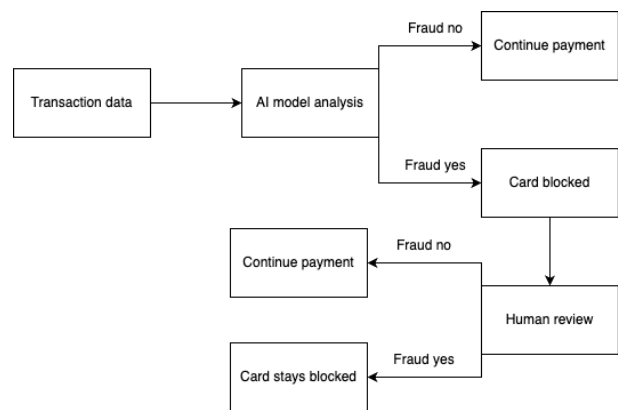 Fraud no
Continue payment
Transaction data
AI model analysis
Fraud yes
Card blocked
Fraud no
Continue payment
Human review
Fraud yes
Card stays blocked